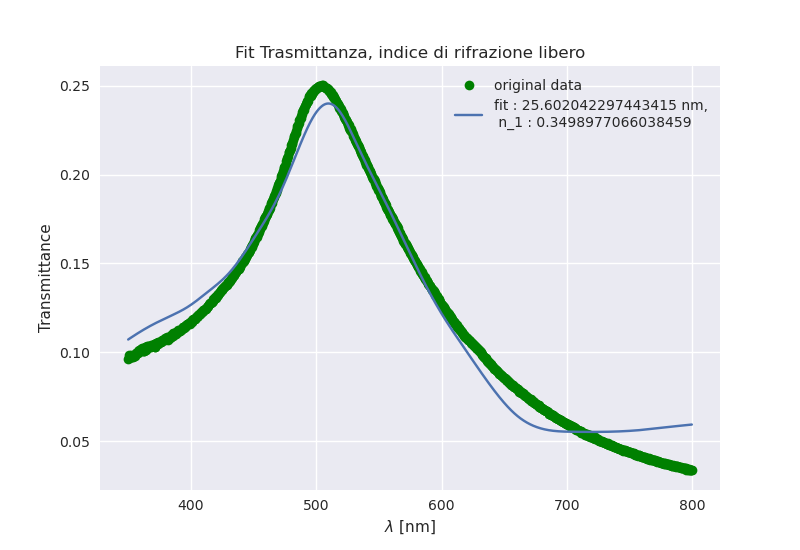 Fit Trasmittanza, indice di rifrazione libero
original data
fit : 25.602042297443415 nm,
n_1 : 0.3498977066038459
Transmittance
0.25
0.20
0.15
0.10
0.05
400 500 600 700 800
λ [nm]